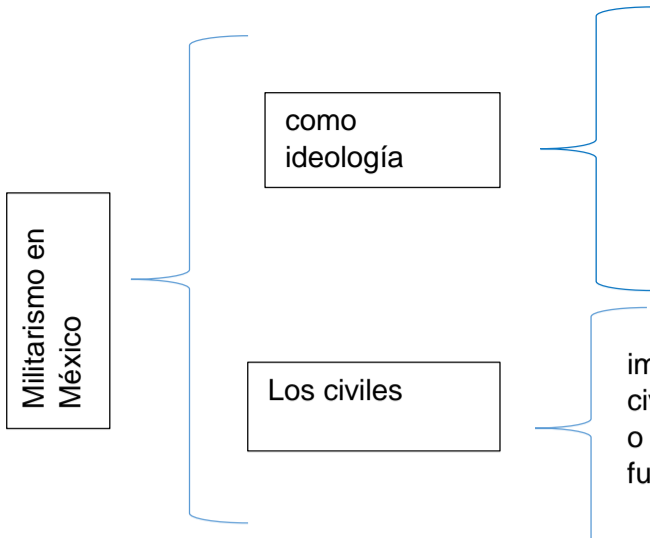 Militarismo en
México
como
ideología
Los civiles
o